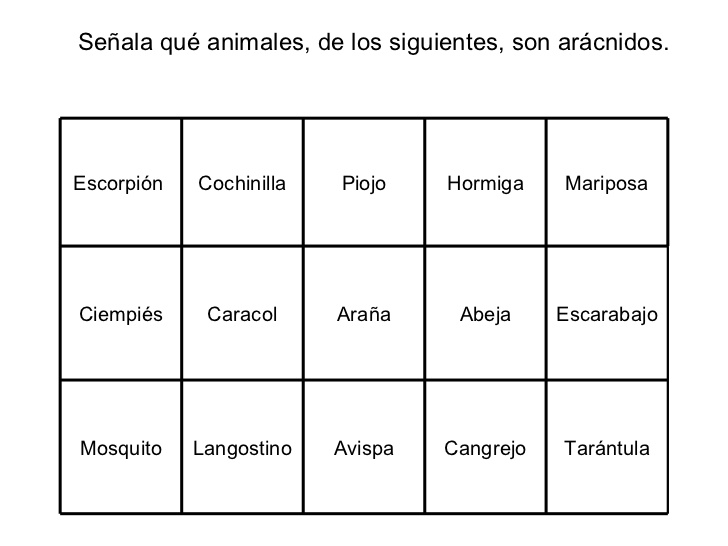 Señala qué animales, de los siguientes, son arácnidos.
Escorpión Cochinilla Piojo Hormiga Mariposa
Ciempiés Caracol Araña Abeja Escarabajo
Mosquito Langostino Avispa Cangrejo Tarántula